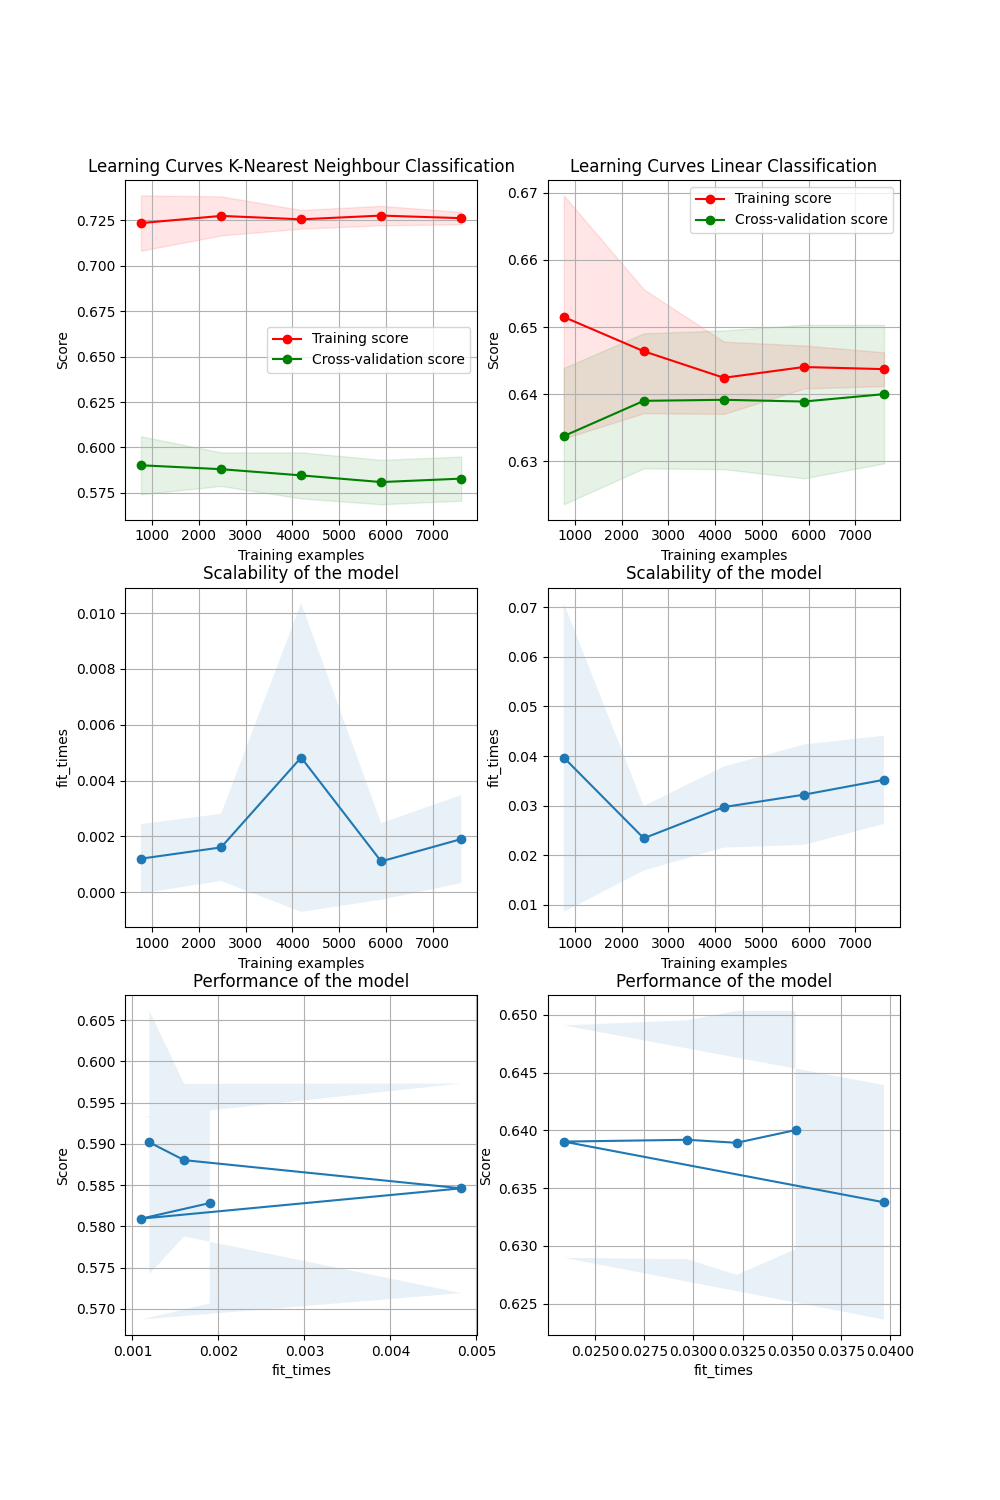 Learning Curves K-Nearest Neighbour Classification
0.725
0.700
0.675
0.650
0.625
0.600
0.575
Score
Training score
Cross-validation score
1000 2000 3000 4000 5000 6000 7000
Training examples
Learning Curves Linear Classification
0.67
0.66
0.65
0.64
0.63
Score
Training score
Cross-validation score
1000 2000 3000 4000 5000 6000 7000
Training examples
Scalability of the model
0.010
0.008
0.006
0.004
0.002
0.000
fit_times
1000 2000 3000 4000 5000 6000 7000
Training examples
Scalability of the model
0.07
0.06
0.05
0.04
0.03
0.02
0.01
fit_times
1000 2000 3000 4000 5000 6000 7000
Training examples
Performance of the model
0.605
0.600
0.595
0.590
0.585
0.580
0.575
0.570
Score
0.001 0.002 0.003 0.004 0.005
fit_times
Performance of the model
0.650
0.645
0.640
0.635
0.630
0.625
Score
0.0250 0.0275 0.0300 0.0325 0.0350 0.0375 0.0400
fit_times